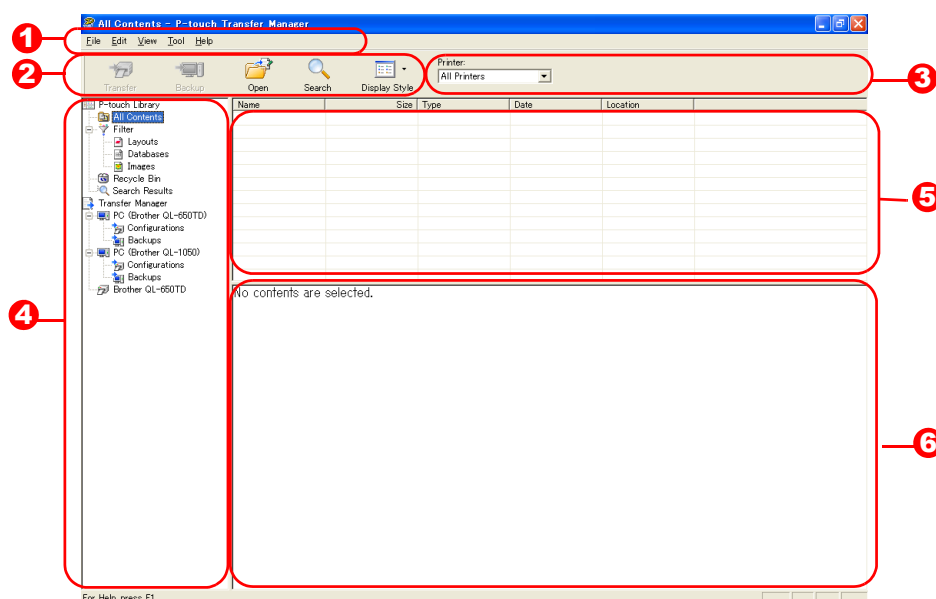 All Contents - P-touch Transfer Manager
1
File Edit View Tool Help
2
Transfer Backup Open Search Display Style
Printer:
All Printers
3
4
P-touch Library
All Contents
Filter
Layouts
Databases
Images
Recycle Bin
Search Results
Transfer Manager
PC (Brother QL-650TD)
Configurations
Backups
PC (Brother QL-1050)
Configurations
Backups
Brother QL-650TD
Name Size Type Date Location
5
No contents are selected.
6
For Help, press F1